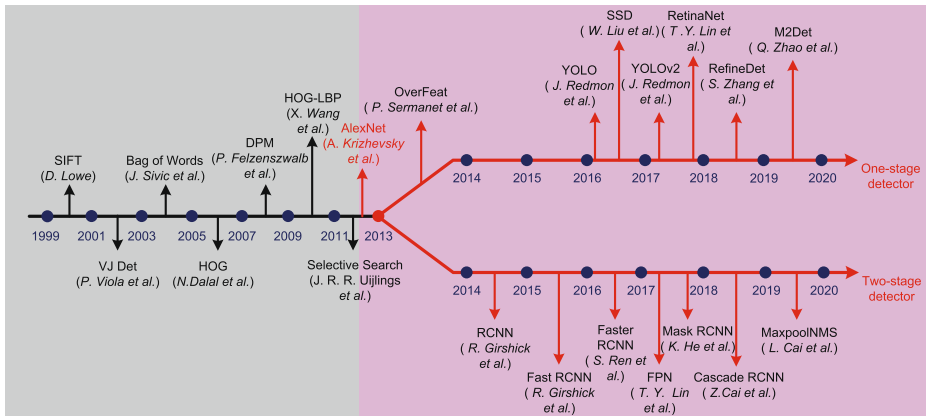 SIFT
(D. Lowe)
Bag of Words
(J. Sivic et al.)
DPM
(P. Felzenszwalb
et al.)
HOG-LBP
(X. Wang
et al.)
AlexNet
(A. Krizhevsky
et al.)
OverFeat
( P. Sermanet et al.)
YOLO
( J. Redmon
et al.)
SSD
( W. Liu et al.)
YOLOv2
( J. Redmon
et al.)
RetinaNet
( T .Y. Lin et
al.)
RefineDet
( S. Zhang et
al.)
M2Det
( Q. Zhao et al.)
2014 2015 2016 2017 2018 2019 2020
One-stage
detector
1999 2001 2003 2005 2007 2009 2011 2013
VJ Det
(P. Viola et al.)
HOG
(N.Dalal et al.)
Selective Search
(J. R. R. Uijlings
et al.)
2014 2015 2016 2017 2018 2019 2020
Two-stage
detector
RCNN
( R. Girshick
et al.)
Fast RCNN
( R. Girshick
et al.)
Faster
RCNN
( S. Ren et
al.)
FPN
( T. Y. Lin
et al.)
Mask RCNN
( K. He et al.)
Cascade RCNN
( Z.Cai et al.)
MaxpoolNMS
( L. Cai et al.)